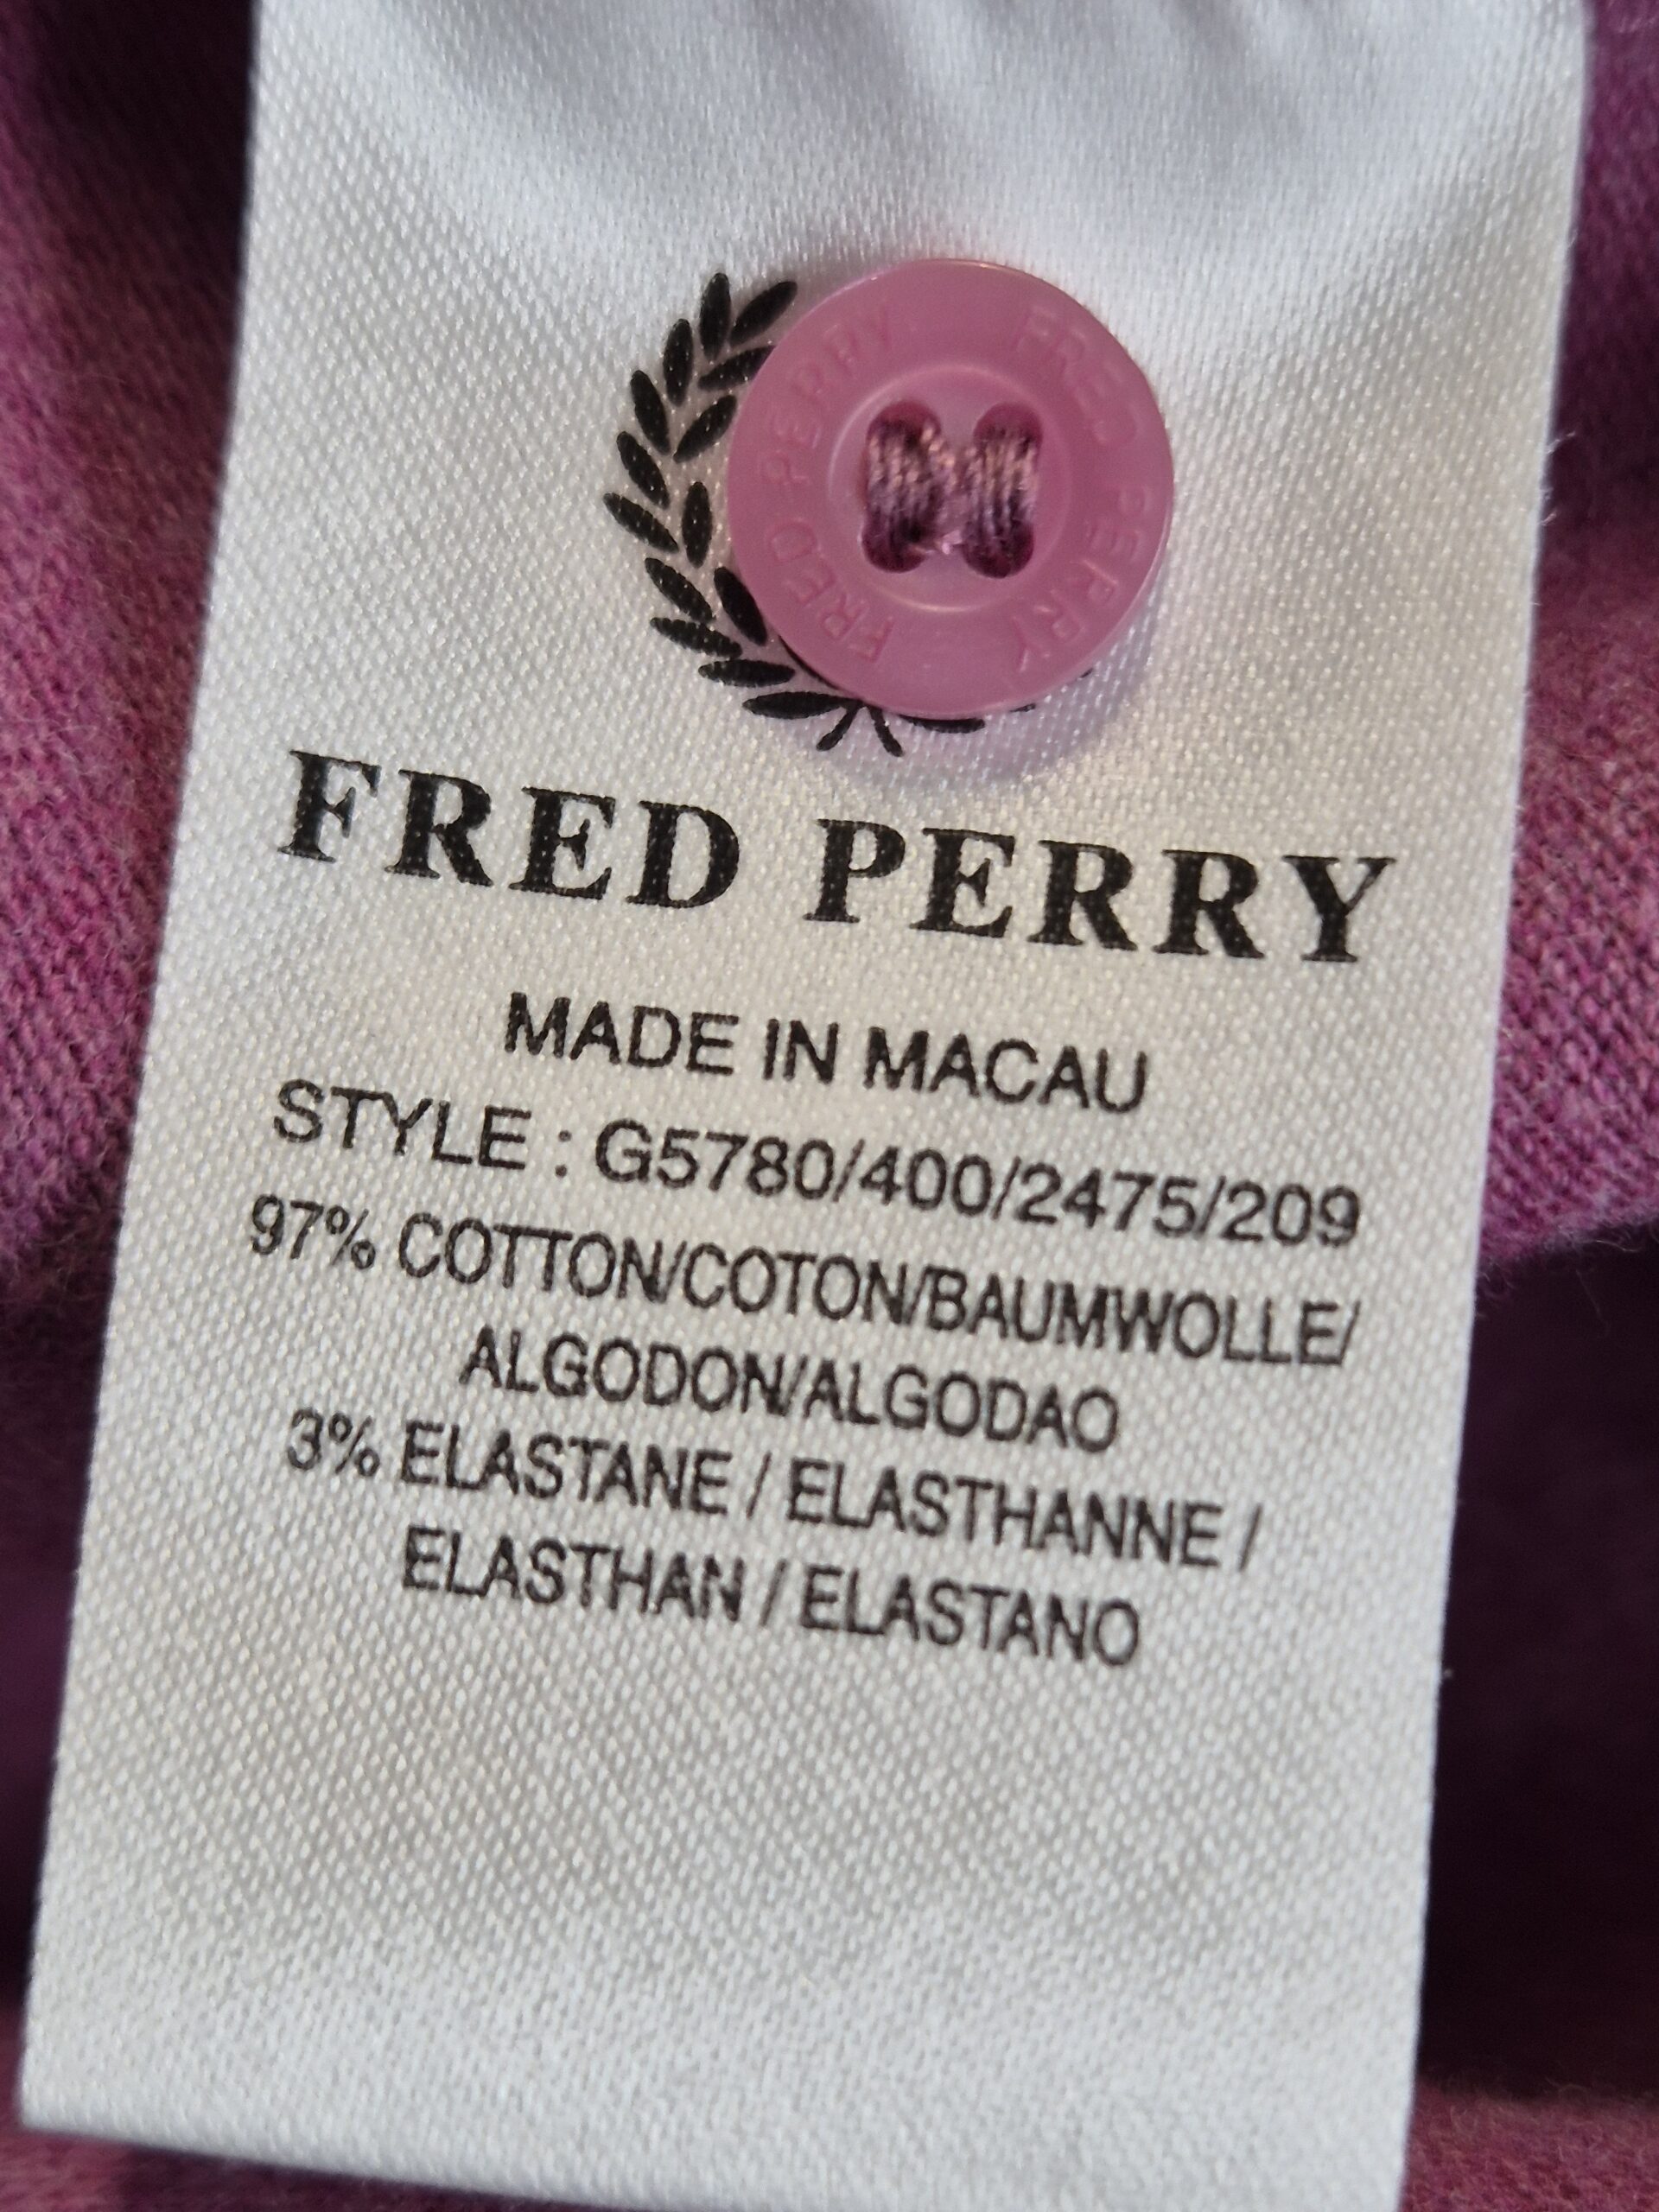 FRED PERRY FRED PERRY
FRED PERRY
MADE IN MACAU
STYLE : G5780/400/2475/209
97% COTTON/COTON/BAUMWOLLE/
ALGODON/ALGODAO
3% ELASTANE / ELASTHANNE /
ELASTHAN / ELASTANO